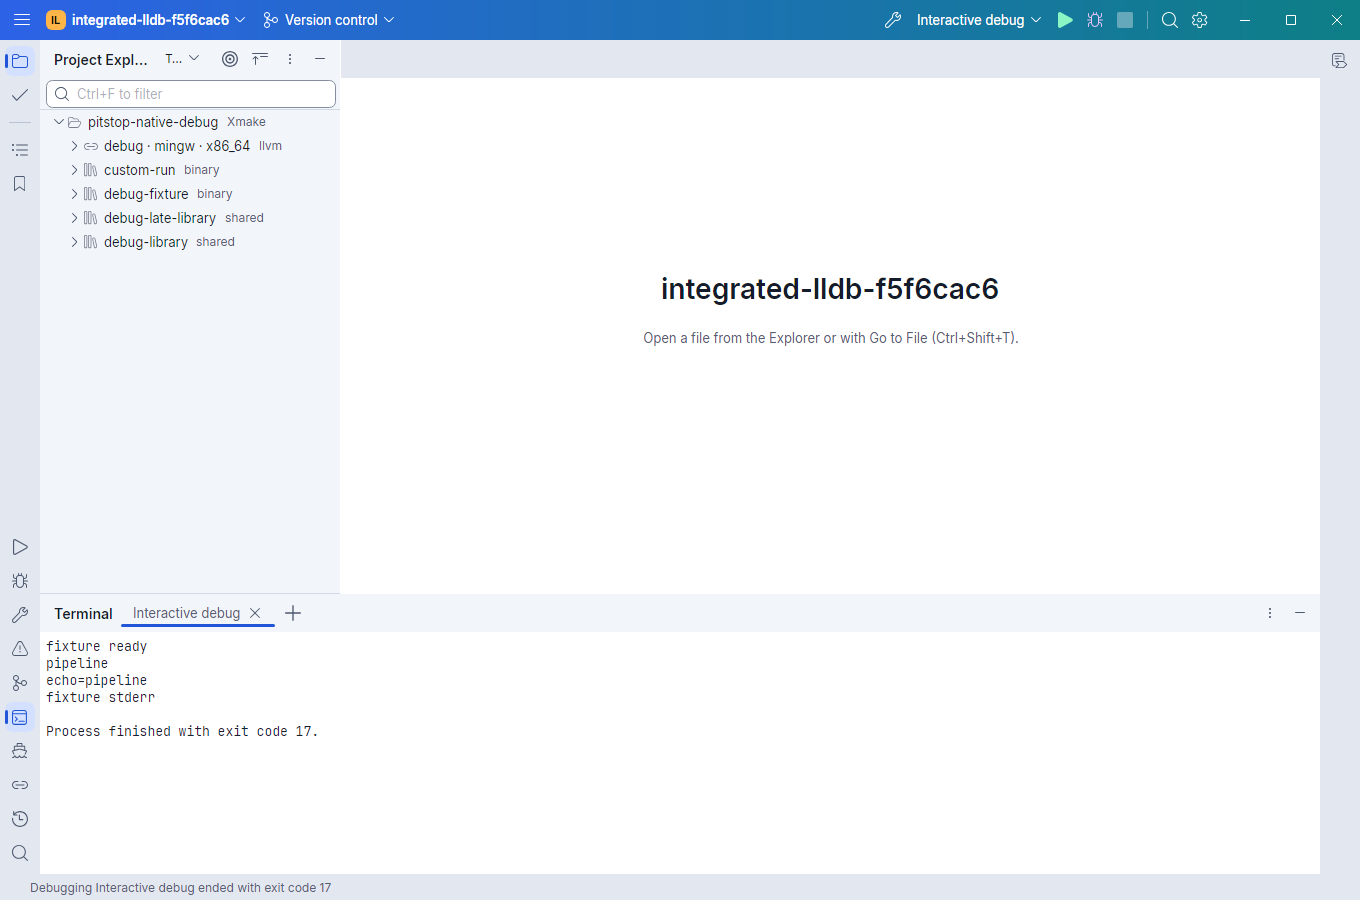 IL integrated-lldb-f5f6cac6 Version control Interactive debug
Project Expl... T...
Ctrl+F to filter
pitstop-native-debug Xmake
debug · mingw · x86_64 llvm
custom-run binary
debug-fixture binary
debug-late-library shared
debug-library shared
integrated-lldb-f5f6cac6
Open a file from the Explorer or with Go to File (Ctrl+Shift+T).
Terminal Interactive debug
fixture ready
pipeline
echo=pipeline
fixture stderr
Process finished with exit code 17.
Debugging Interactive debug ended with exit code 17